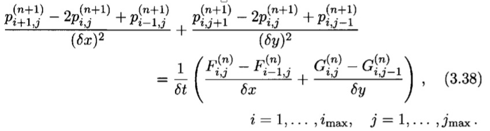 \frac{p_{i+1,j}^{(n+1)} - 2p_{i,j}^{(n+1)} + p_{i-1,j}^{(n+1)}}{(\delta x)^2} + \frac{p_{i,j+1}^{(n+1)} - 2p_{i,j}^{(n+1)} + p_{i,j-1}^{(n+1)}}{(\delta y)^2}
= \frac{1}{\delta t} \left( \frac{F_{i,j}^{(n)} - F_{i-1,j}^{(n)}}{\delta x} + \frac{G_{i,j}^{(n)} - G_{i,j-1}^{(n)}}{\delta y} \right) , (3.38)
i = 1, \ldots, i_{\max}, j = 1, \ldots, j_{\max} .